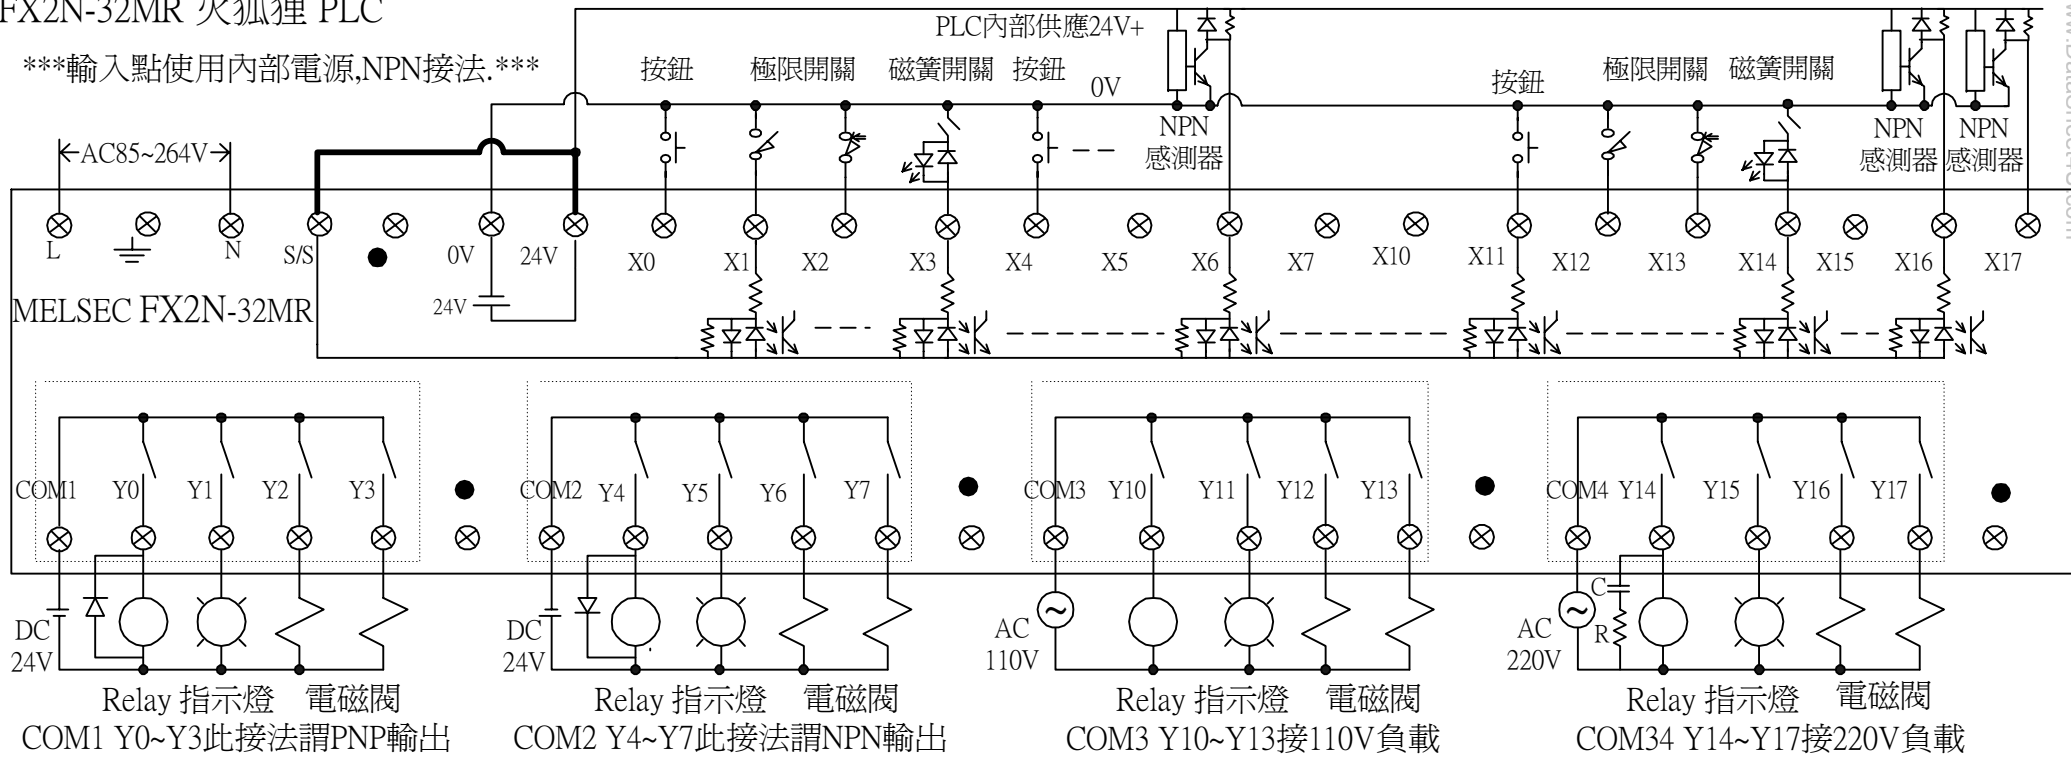 FX2N-32MR 火狐狸 PLC
***輸入點使用內部電源,NPN接法.***
PLC內部供應24V+
按鈕 極限開關 磁簧開關 按鈕 0V 按鈕 極限開關 磁簧開關
NPN 感測器
NPN 感測器
NPN 感測器
AC85~264V
L N S/S 0V 24V X0 X1 X2 X3 X4 X5 X6 X7 X10 X11 X12 X13 X14 X15 X16 X17
24V
MELSEC FX2N-32MR
COM1 Y0 Y1 Y2 Y3 COM2 Y4 Y5 Y6 Y7 COM3 Y10 Y11 Y12 Y13 COM4 Y14 Y15 Y16 Y17
DC 24V
DC 24V
AC 110V
AC 220V
C
R
Relay 指示燈 電磁閥
COM1 Y0~Y3此接法謂PNP輸出
Relay 指示燈 電磁閥
COM2 Y4~Y7此接法謂NPN輸出
Relay 指示燈 電磁閥
COM3 Y10~Y13接110V負載
Relay 指示燈 電磁閥
COM34 Y14~Y17接220V負載